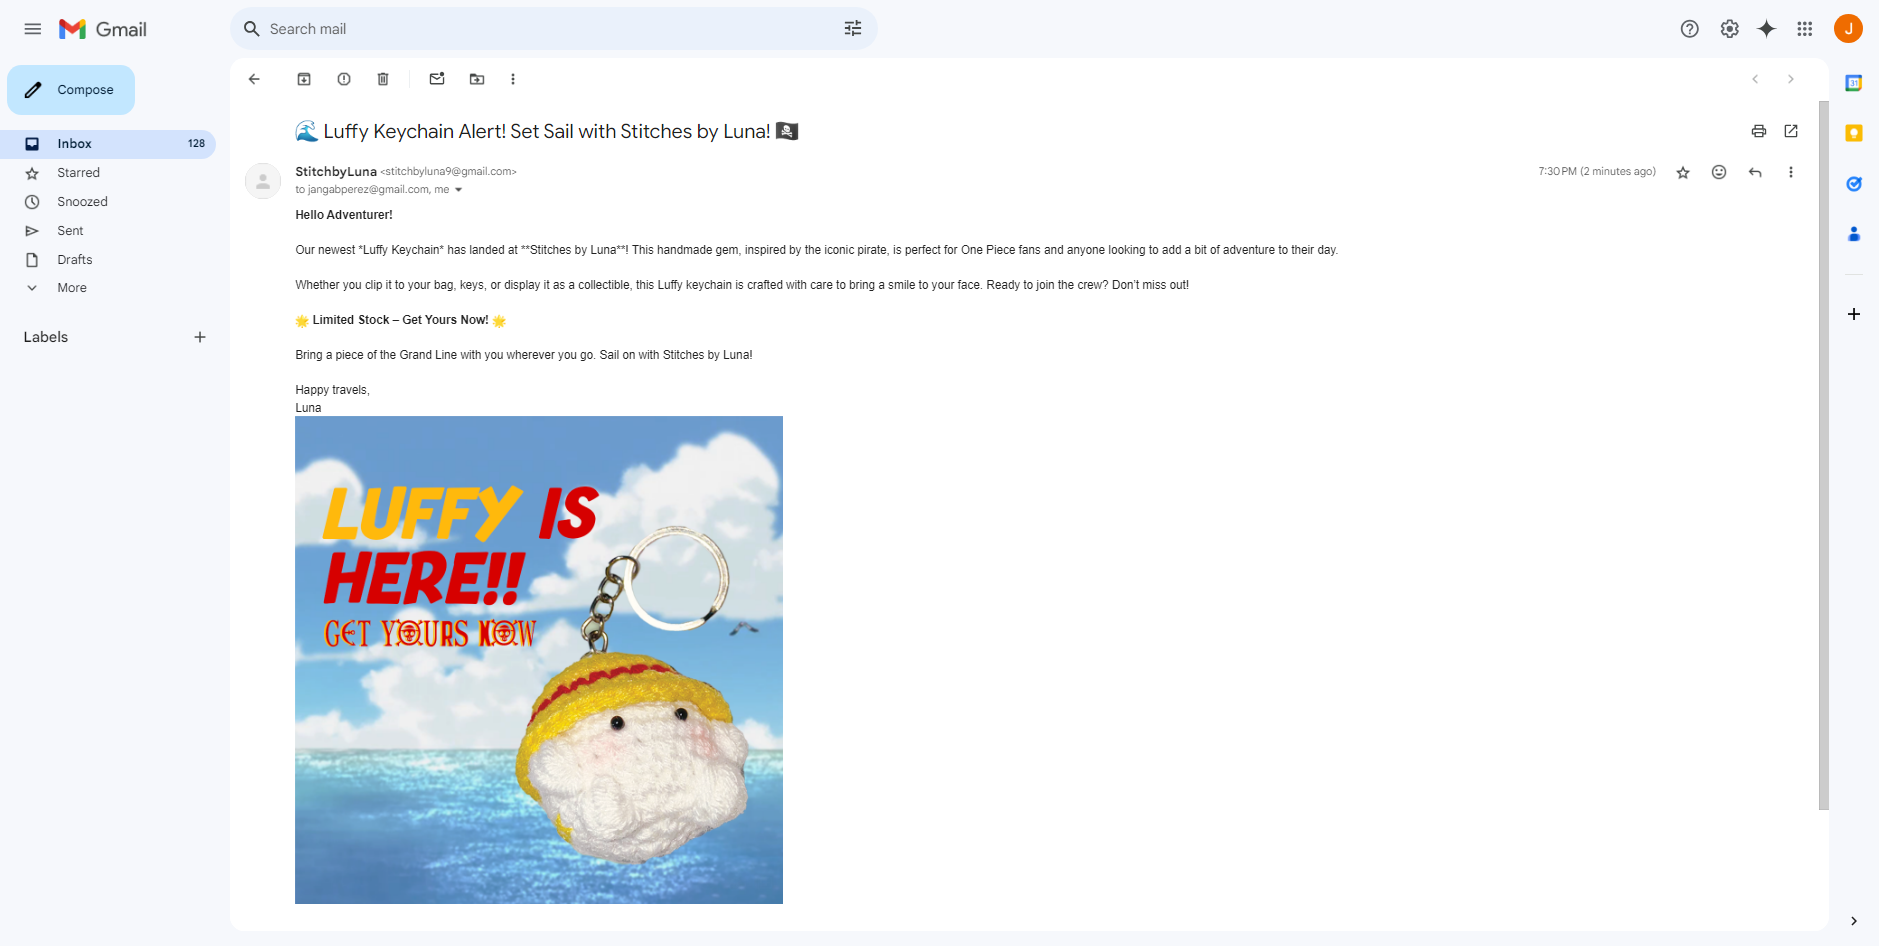 Gmail
Search mail
J
Compose
Inbox 128
Starred
Snoozed
Sent
Drafts
More
Labels
🌊 Luffy Keychain Alert! Set Sail with Stitches by Luna! 🏴‍☠️
StitchbyLuna <stitchbyluna9@gmail.com>
7:30 PM (2 minutes ago)
to jangabperez@gmail.com, me
Hello Adventurer!
Our newest *Luffy Keychain* has landed at **Stitches by Luna**! This handmade gem, inspired by the iconic pirate, is perfect for One Piece fans and anyone looking to add a bit of adventure to their day.
Whether you clip it to your bag, keys, or display it as a collectible, this Luffy keychain is crafted with care to bring a smile to your face. Ready to join the crew? Don't miss out!
🌟 Limited Stock – Get Yours Now! 🌟
Bring a piece of the Grand Line with you wherever you go. Sail on with Stitches by Luna!
Happy travels,
Luna
LUFFY IS
HERE!!
GET YOURS NOW
31